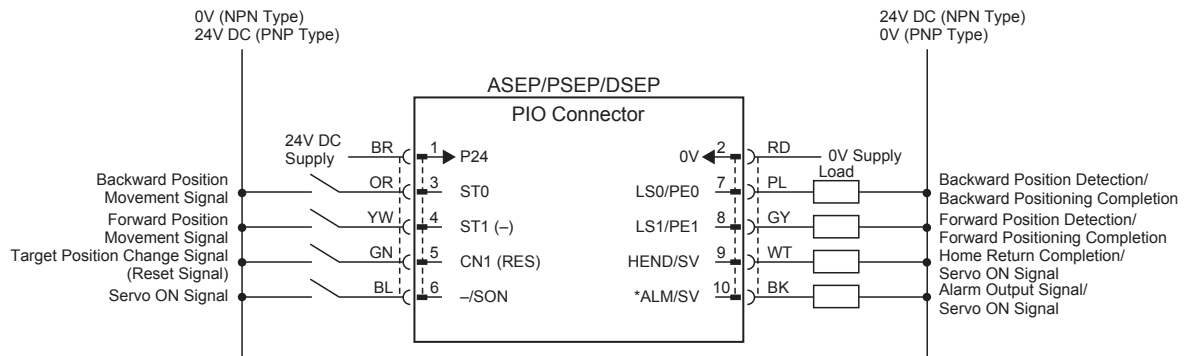 0V (NPN Type)
24V DC (PNP Type)
24V DC (NPN Type)
0V (PNP Type)
ASEP/PSEP/DSEP
PIO Connector
24V DC
Supply
BR
1
P24
0V
2
RD
0V Supply
Load
Backward Position
Movement Signal
OR
3
ST0
LS0/PE0
7
PL
Backward Position Detection/
Backward Positioning Completion
Forward Position
Movement Signal
YW
4
ST1 (–)
LS1/PE1
8
GY
Forward Position Detection/
Forward Positioning Completion
Target Position Change Signal
(Reset Signal)
GN
5
CN1 (RES)
HEND/SV
9
WT
Home Return Completion/
Servo ON Signal
Servo ON Signal
BL
6
–/SON
*ALM/SV
10
BK
Alarm Output Signal/
Servo ON Signal